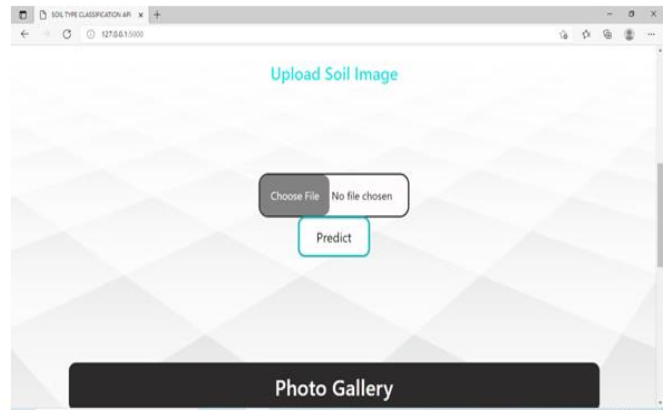 SOIL TYPE CLASSIFICATION API
127.0.0.1:5000
Upload Soil Image
Choose File No file chosen
Predict
Photo Gallery